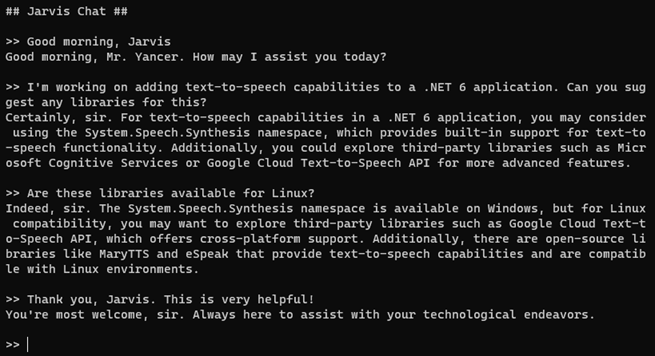 ## Jarvis Chat ##
>> Good morning, Jarvis
Good morning, Mr. Yancer. How may I assist you today?
>> I'm working on adding text-to-speech capabilities to a .NET 6 application. Can you sug
gest any libraries for this?
Certainly, sir. For text-to-speech capabilities in a .NET 6 application, you may consider
 using the System.Speech.Synthesis namespace, which provides built-in support for text-to
-speech functionality. Additionally, you could explore third-party libraries such as Micr
osoft Cognitive Services or Google Cloud Text-to-Speech API for more advanced features.
>> Are these libraries available for Linux?
Indeed, sir. The System.Speech.Synthesis namespace is available on Windows, but for Linux
 compatibility, you may want to explore third-party libraries such as Google Cloud Text-t
o-Speech API, which offers cross-platform support. Additionally, there are open-source li
braries like MaryTTS and eSpeak that provide text-to-speech capabilities and are compatib
le with Linux environments.
>> Thank you, Jarvis. This is very helpful!
You're most welcome, sir. Always here to assist with your technological endeavors.
>>